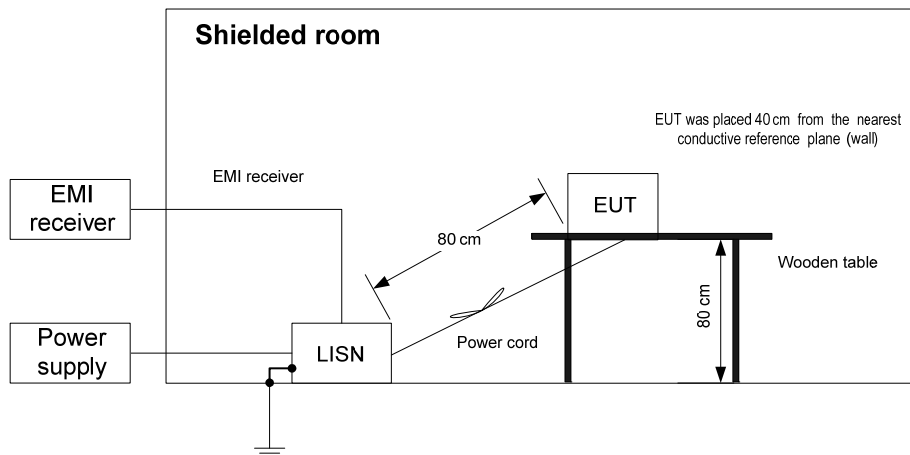 Shielded room
EUT was placed 40 cm from the nearest
conductive reference plane (wall)
EMI receiver
EMI
receiver
EUT
80 cm
Wooden table
80 cm
Power
supply
LISN
Power cord